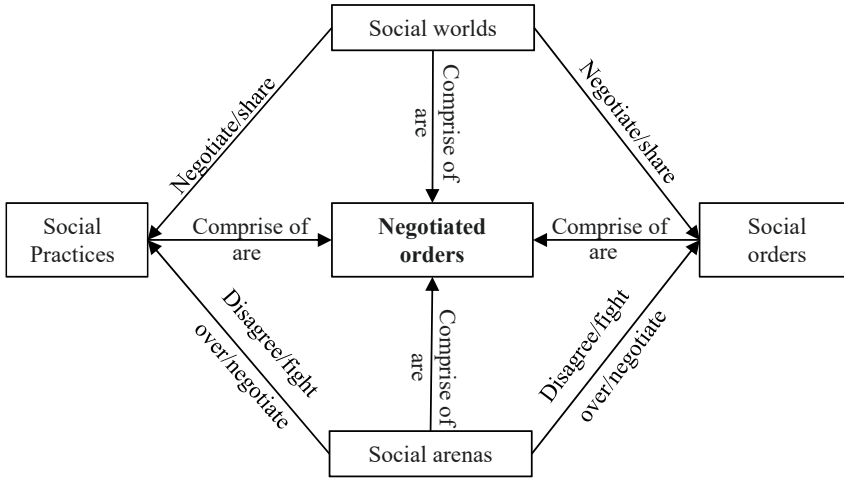 Social worlds
Negotiate/share
Comprise of
are
Negotiate/share
Social
Practices
Comprise of
are
Negotiated
orders
Comprise of
are
Social
orders
Disagree/fight
over/negotiate
Comprise of
are
Disagree/fight
over/negotiate
Social arenas